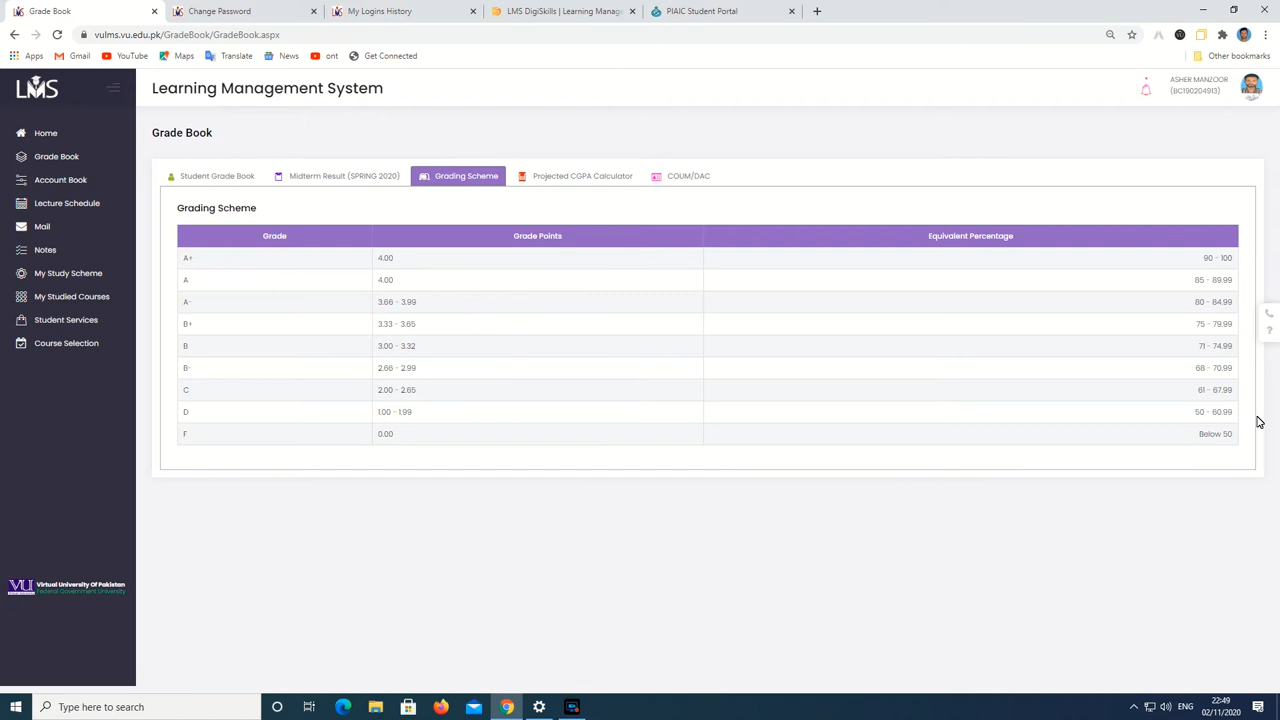 Grade Book
Change Password
My Logins History
LMS DigiSkills | Learning Manage
PIAIC Student Portal
vulms.vu.edu.pk/GradeBook/GradeBook.aspx
Apps
Gmail
YouTube
Maps
Translate
News
ont
Get Connected
Other bookmarks
LMS
Learning Management System
ASHER MANZOOR
(BC190204913)
Home
Grade Book
Account Book
Lecture Schedule
Mail
Notes
My Study Scheme
My Studied Courses
Student Services
Course Selection
VU
Virtual University Of Pakistan
Federal Government University
Grade Book
Student Grade Book
Midterm Result (SPRING 2020)
Grading Scheme
Projected CGPA Calculator
COUM/DAC
Grading Scheme
Grade Grade Points Equivalent Percentage
A+ 4.00 90 - 100
A 4.00 85 - 89.99
A- 3.66 - 3.99 80 - 84.99
B+ 3.33 - 3.65 75 - 79.99
B 3.00 - 3.32 71 - 74.99
B- 2.66 - 2.99 68 - 70.99
C 2.00 - 2.65 61 - 67.99
D 1.00 - 1.99 50 - 60.99
F 0.00 Below 50
Type here to search
ENG
22:49
02/11/2020